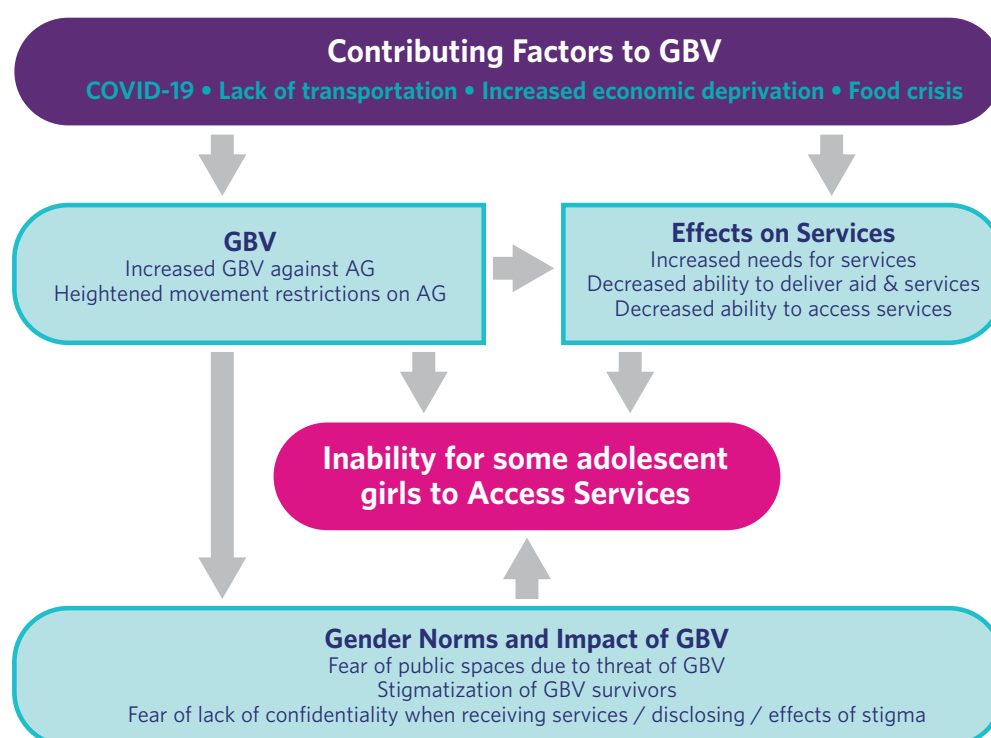 Contributing Factors to GBV
COVID-19 • Lack of transportation • Increased economic deprivation • Food crisis
GBV
Increased GBV against AG
Heightened movement restrictions on AG
Effects on Services
Increased needs for services
Decreased ability to deliver aid & services
Decreased ability to access services
Inability for some adolescent
girls to Access Services
Gender Norms and Impact of GBV
Fear of public spaces due to threat of GBV
Stigmatization of GBV survivors
Fear of lack of confidentiality when receiving services / disclosing / effects of stigma